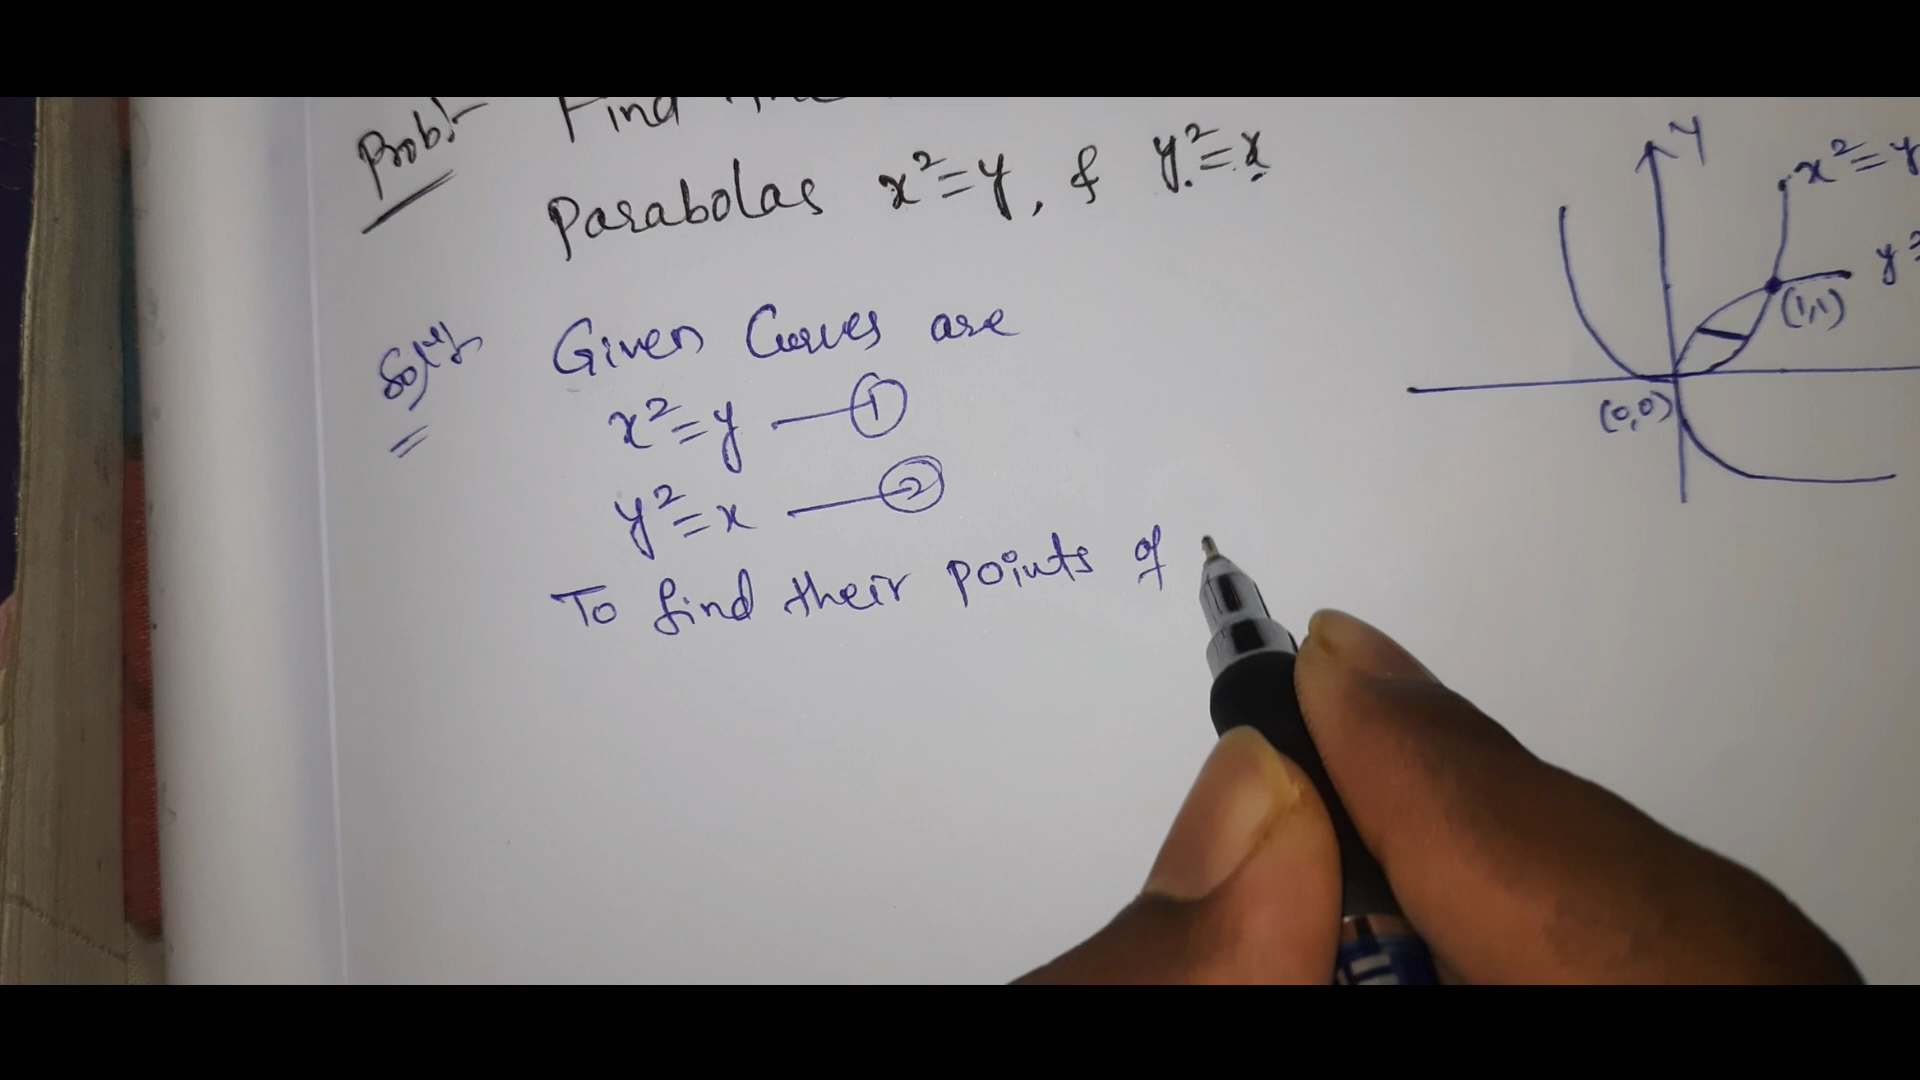 Prob:- Find
Parabolas x²=y, & y²=x
Sol:-
Given Curves are
x²=y — ①
y²=x — ②
To find their points of
y
x²=y
y²
(1,1)
(0,0)